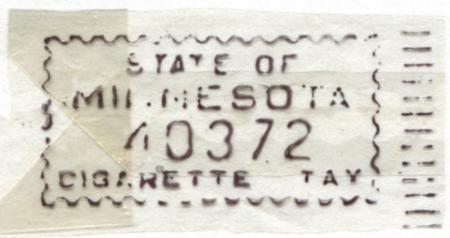 STATE OF
MINNESOTA
40372
CIGARETTE TAX